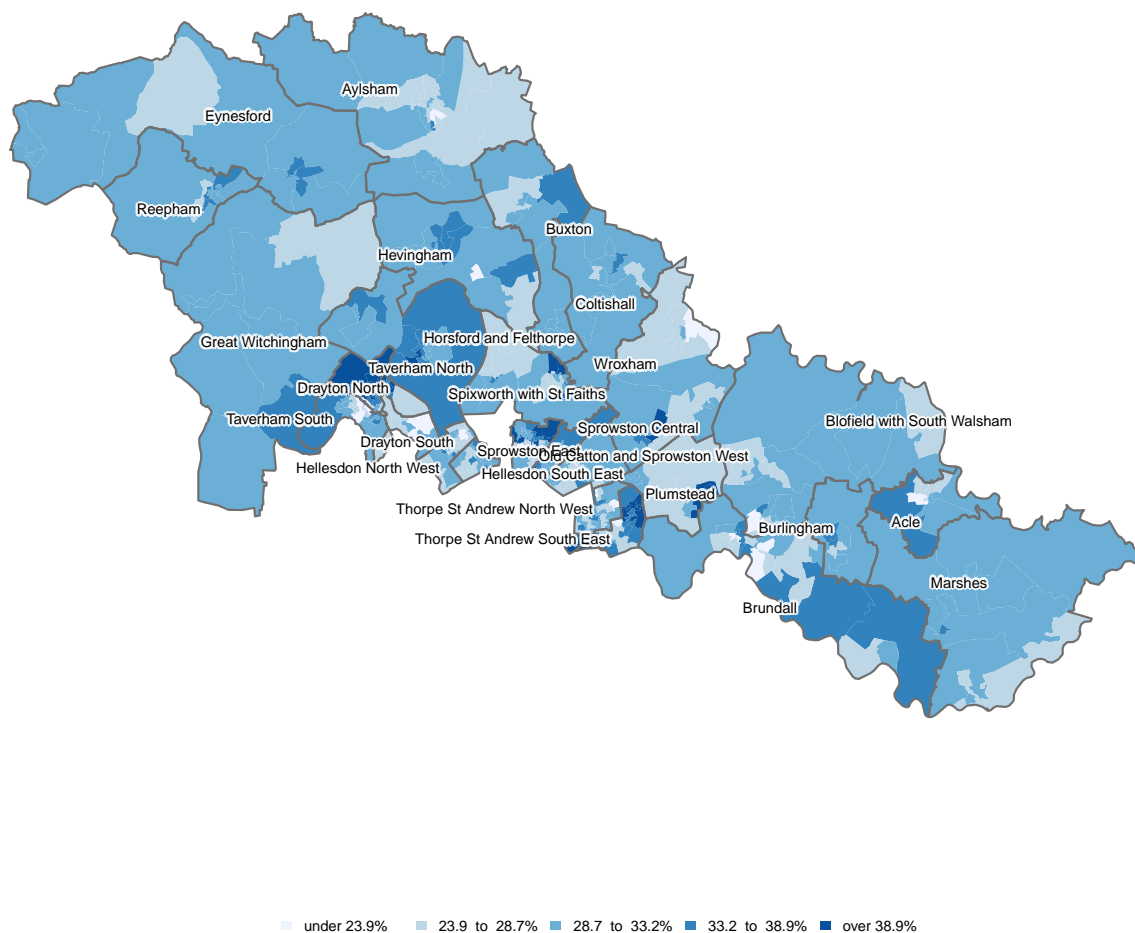 Aylsham
Eynesford
Reepham
Buxton
Hevingham
Coltishall
Great Witchingham
Horsford and Felthorpe
Wroxham
Taverham North
Drayton North
Spixworth with St Faiths
Taverham South
Blofield with South Walsham
Sprowston Central
Drayton South
Sprowston East
Old Catton and Sprowston West
Hellesdon North West
Hellesdon South East
Plumstead
Thorpe St Andrew North West
Acle
Burlingham
Thorpe St Andrew South East
Marshes
Brundall
under 23.9% 23.9 to 28.7% 28.7 to 33.2% 33.2 to 38.9% over 38.9%